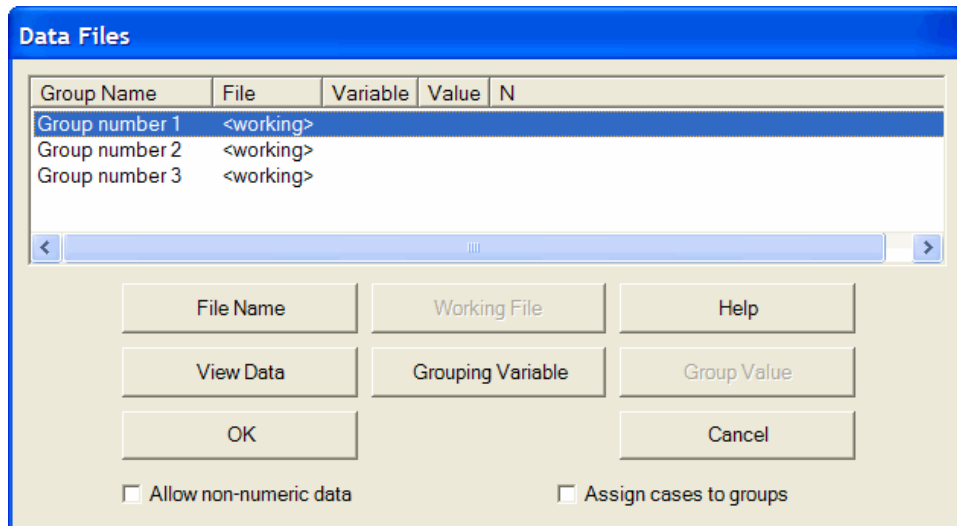 Data Files
Group Name File Variable Value N
Group number 1 <working>
Group number 2 <working>
Group number 3 <working>
File Name Working File Help
View Data Grouping Variable Group Value
OK Cancel
Allow non-numeric data Assign cases to groups